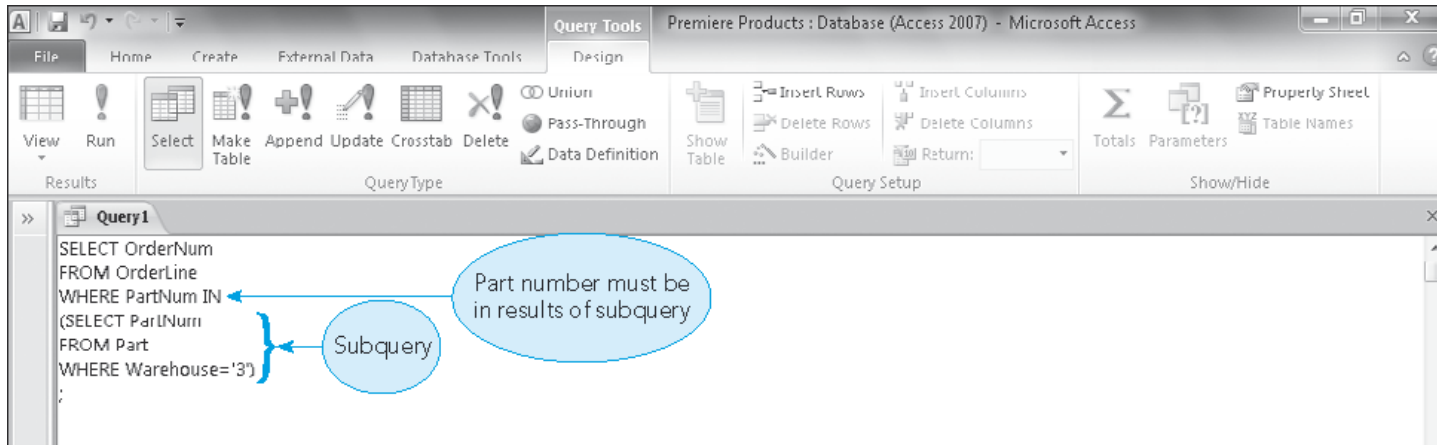 A
Query Tools
Premiere Products : Database (Access 2007) - Microsoft Access
File Home Create External Data Database Tools Design
View
Run
Select
Make Table
Append
Update
Crosstab
Delete
Union
Pass-Through
Data Definition
Show Table
Insert Rows
Delete Rows
Builder
Insert Columns
Delete Columns
Return:
Totals
Parameters
Property Sheet
Table Names
Results
Query Type
Query Setup
Show/Hide
Query1
SELECT OrderNum
FROM OrderLine
WHERE PartNum IN
(SELECT PartNum
FROM Part
WHERE Warehouse='3')
;
Part number must be
in results of subquery
Subquery